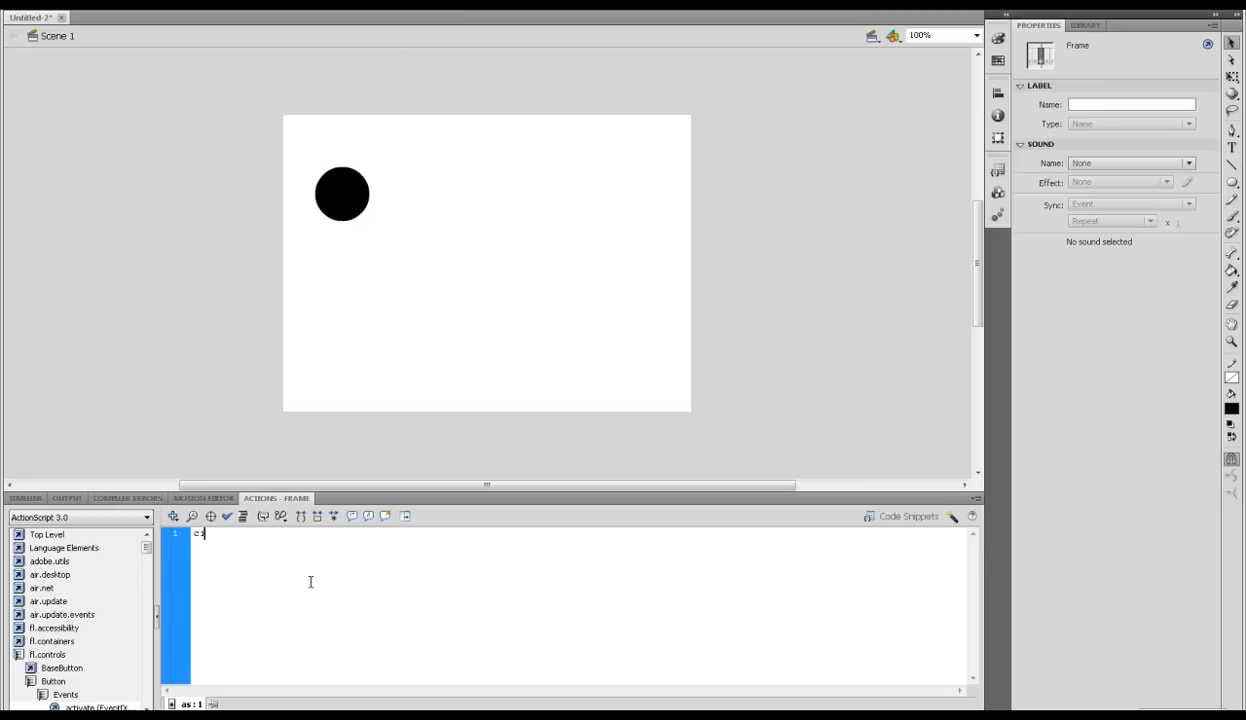 Untitled-2*
Scene 1
100%
PROPERTIES LIBRARY
Frame
LABEL
Name:
Type: Name
SOUND
Name: None
Effect: None
Sync: Event
Repeat x 1
No sound selected
TIMELINE OUTPUT COMPILER ERRORS MOTION EDITOR ACTIONS - FRAME
ActionScript 3.0
Code Snippets
1 ci
Top Level
Language Elements
adobe.utils
air.desktop
air.net
air.update
air.update.events
fl.accessibility
fl.containers
fl.controls
BaseButton
Button
Events
activate (EventDi...
as : 1